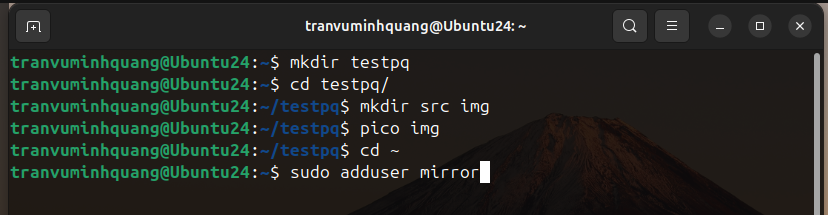 tranvuminhquang@Ubuntu24: ~
tranvuminhquang@Ubuntu24:~$ mkdir testpq
tranvuminhquang@Ubuntu24:~$ cd testpq/
tranvuminhquang@Ubuntu24:~/testpq$ mkdir src img
tranvuminhquang@Ubuntu24:~/testpq$ pico img
tranvuminhquang@Ubuntu24:~/testpq$ cd ~
tranvuminhquang@Ubuntu24:~$ sudo adduser mirror